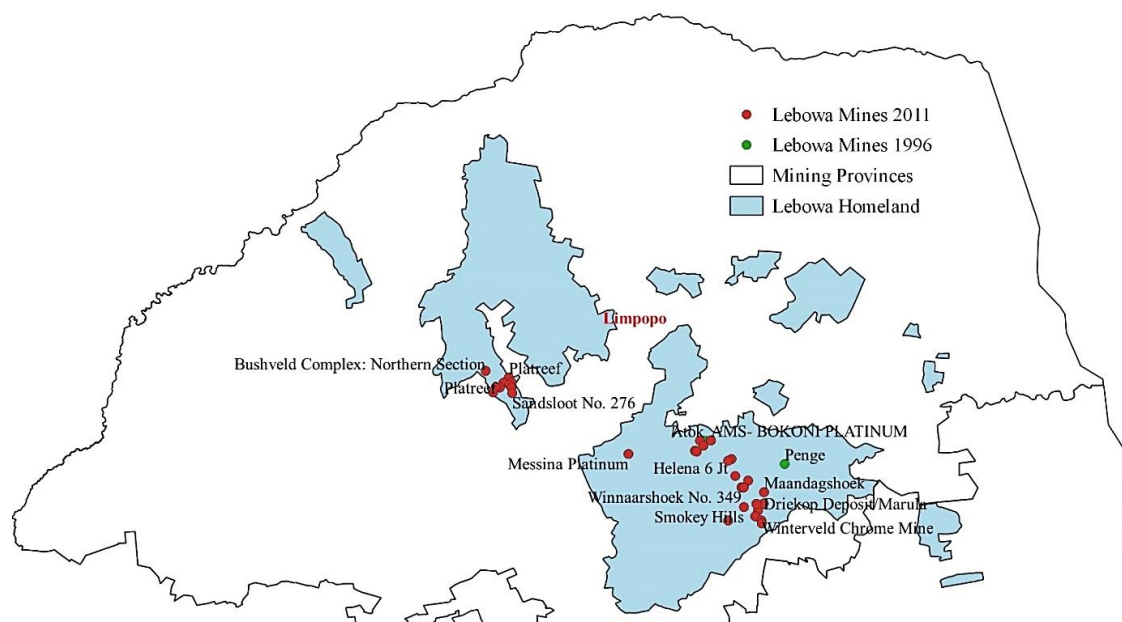 Lebowa Mines 2011
Lebowa Mines 1996
Mining Provinces
Lebowa Homeland
Limpopo
Bushveld Complex: Northern Section
Platreef
Platreef
Sandsloot No. 276
Atok AMS- BOKONI PLATINUM
Messina Platinum
Helena 6 Jt
Penge
Maandagshoek
Winnaarshoek No. 349
Driekop Deposit/Marula
Smokey Hills
Winterveld Chrome Mine